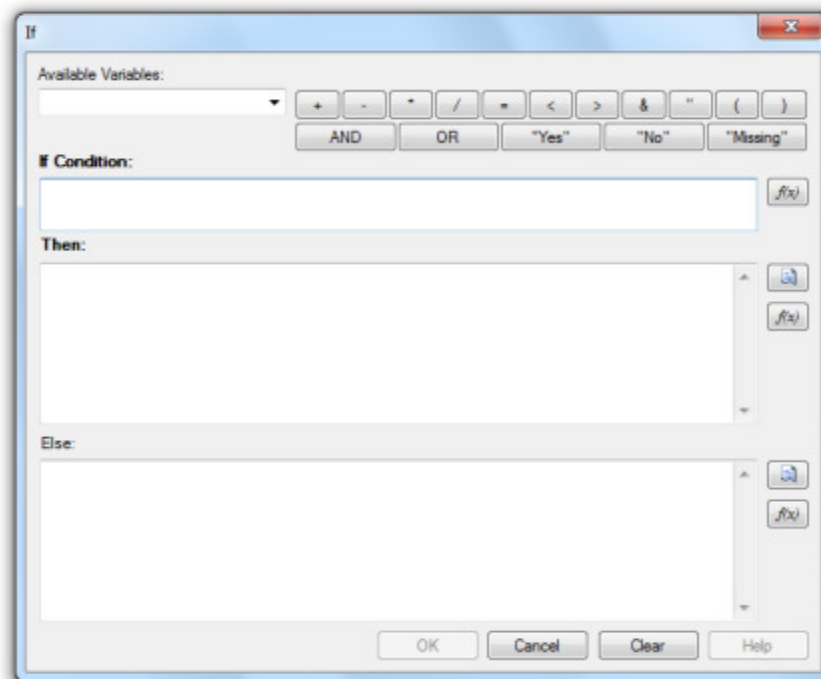 If
Available Variables:
+ - * / = < > & " ( )
AND OR "Yes" "No" "Missing"
If Condition:
f(x)
Then:
f(x)
Else:
f(x)
OK Cancel Clear Help